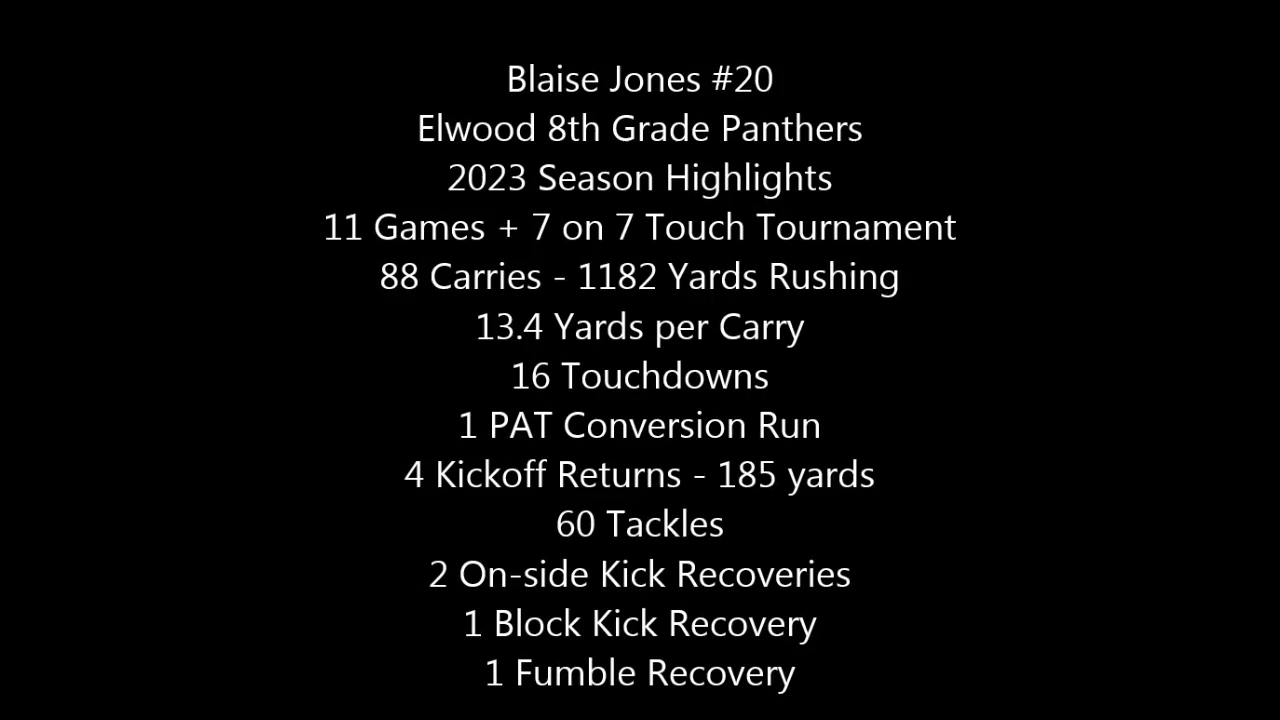 Blaise Jones #20
Elwood 8th Grade Panthers
2023 Season Highlights
11 Games + 7 on 7 Touch Tournament
88 Carries - 1182 Yards Rushing
13.4 Yards per Carry
16 Touchdowns
1 PAT Conversion Run
4 Kickoff Returns - 185 yards
60 Tackles
2 On-side Kick Recoveries
1 Block Kick Recovery
1 Fumble Recovery